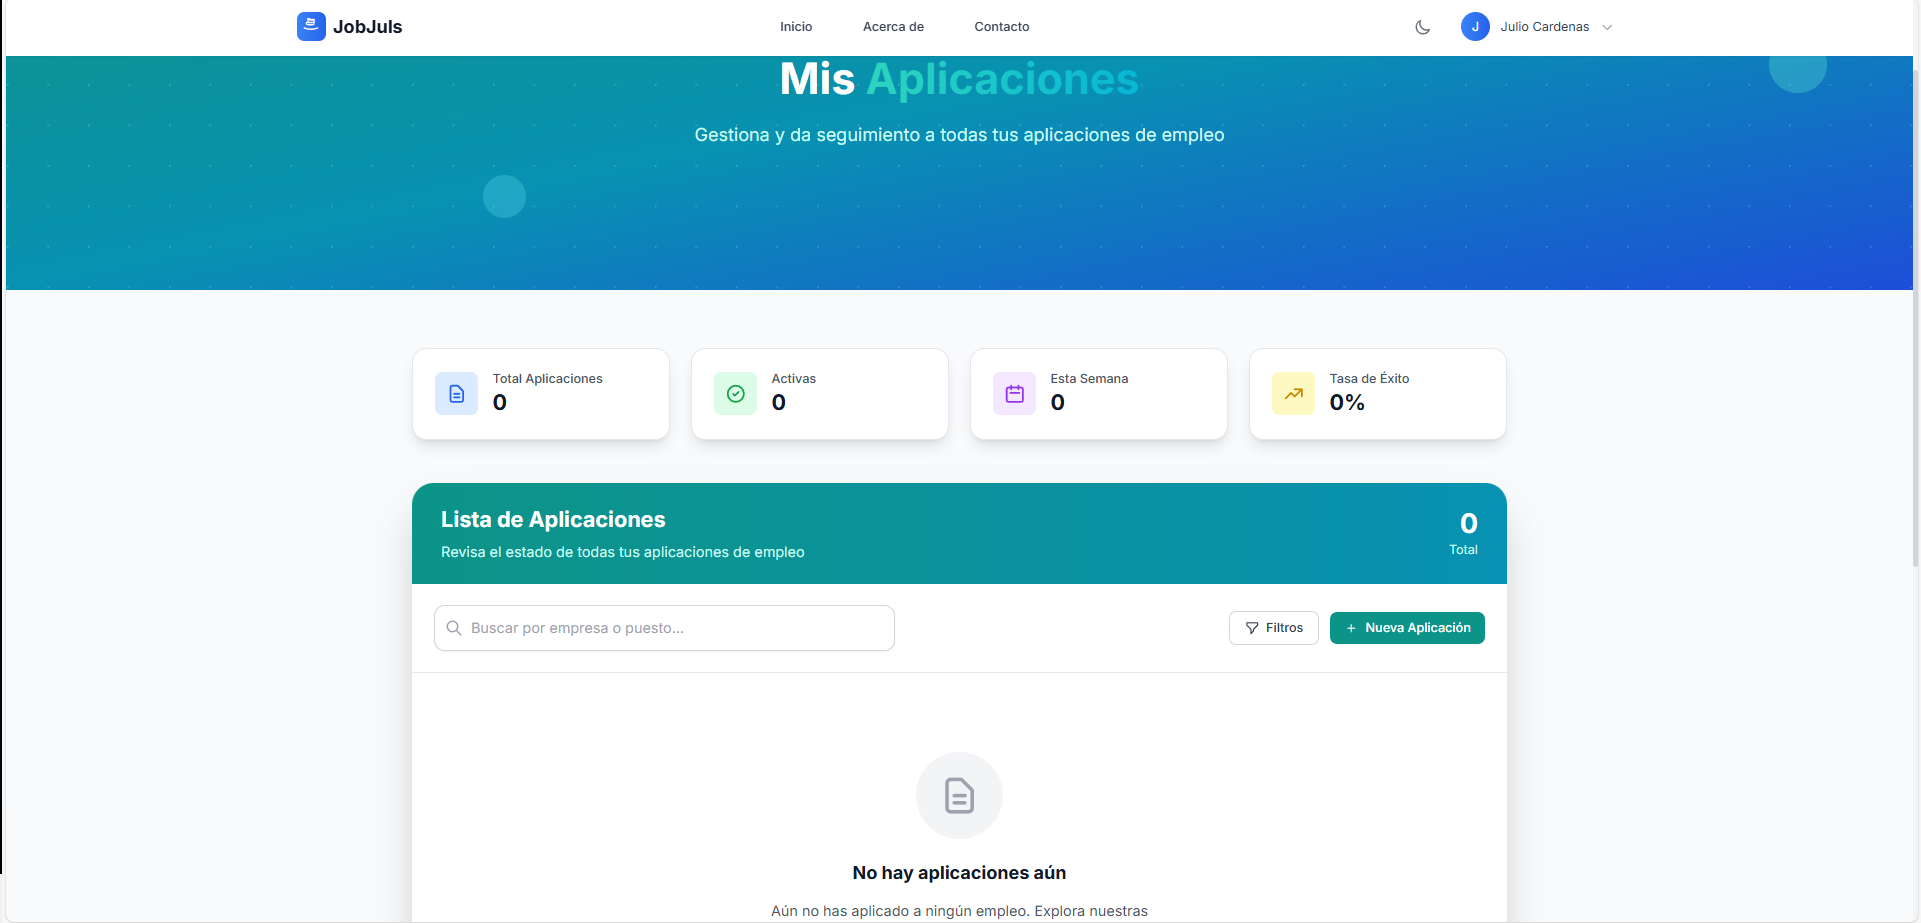 JobJuls
Inicio
Acerca de
Contacto
J
Julio Cardenas
Mis Aplicaciones
Gestiona y da seguimiento a todas tus aplicaciones de empleo
Total Aplicaciones
0
Activas
0
Esta Semana
0
Tasa de Éxito
0%
Lista de Aplicaciones
Revisa el estado de todas tus aplicaciones de empleo
0
Total
Buscar por empresa o puesto...
Filtros
+ Nueva Aplicación
No hay aplicaciones aún
Aún no has aplicado a ningún empleo. Explora nuestras